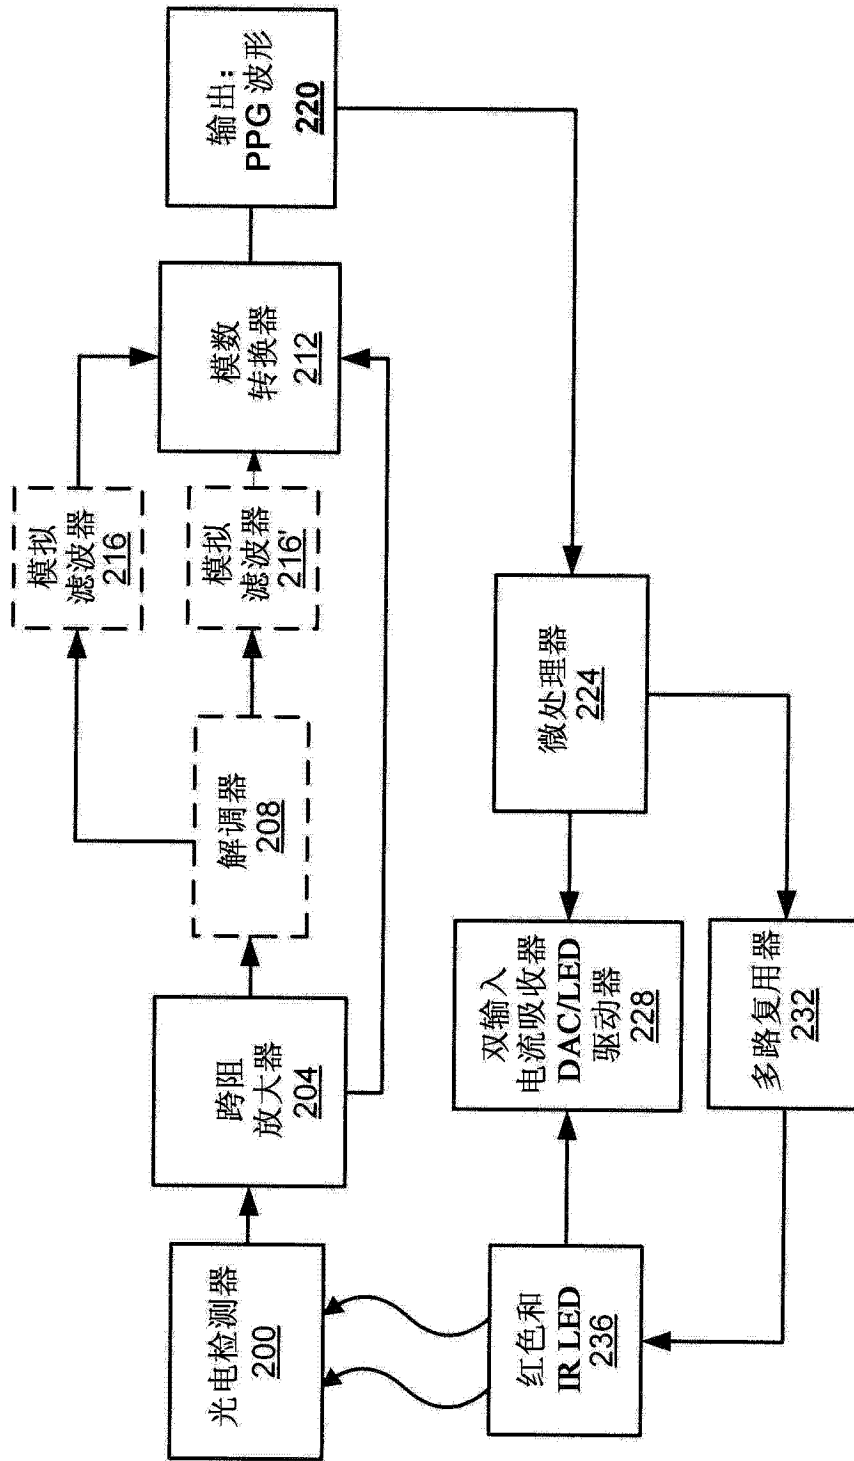 光电检测器
200
跨阻
放大器
204
解调器
208
模拟
滤波器
216
模拟
滤波器
216'
模数
转换器
212
输出:
PPG 波形
220
红色和
IR LED
236
双输入
电流吸收器
DAC/LED
驱动器
228
微处理器
224
多路复用器
232